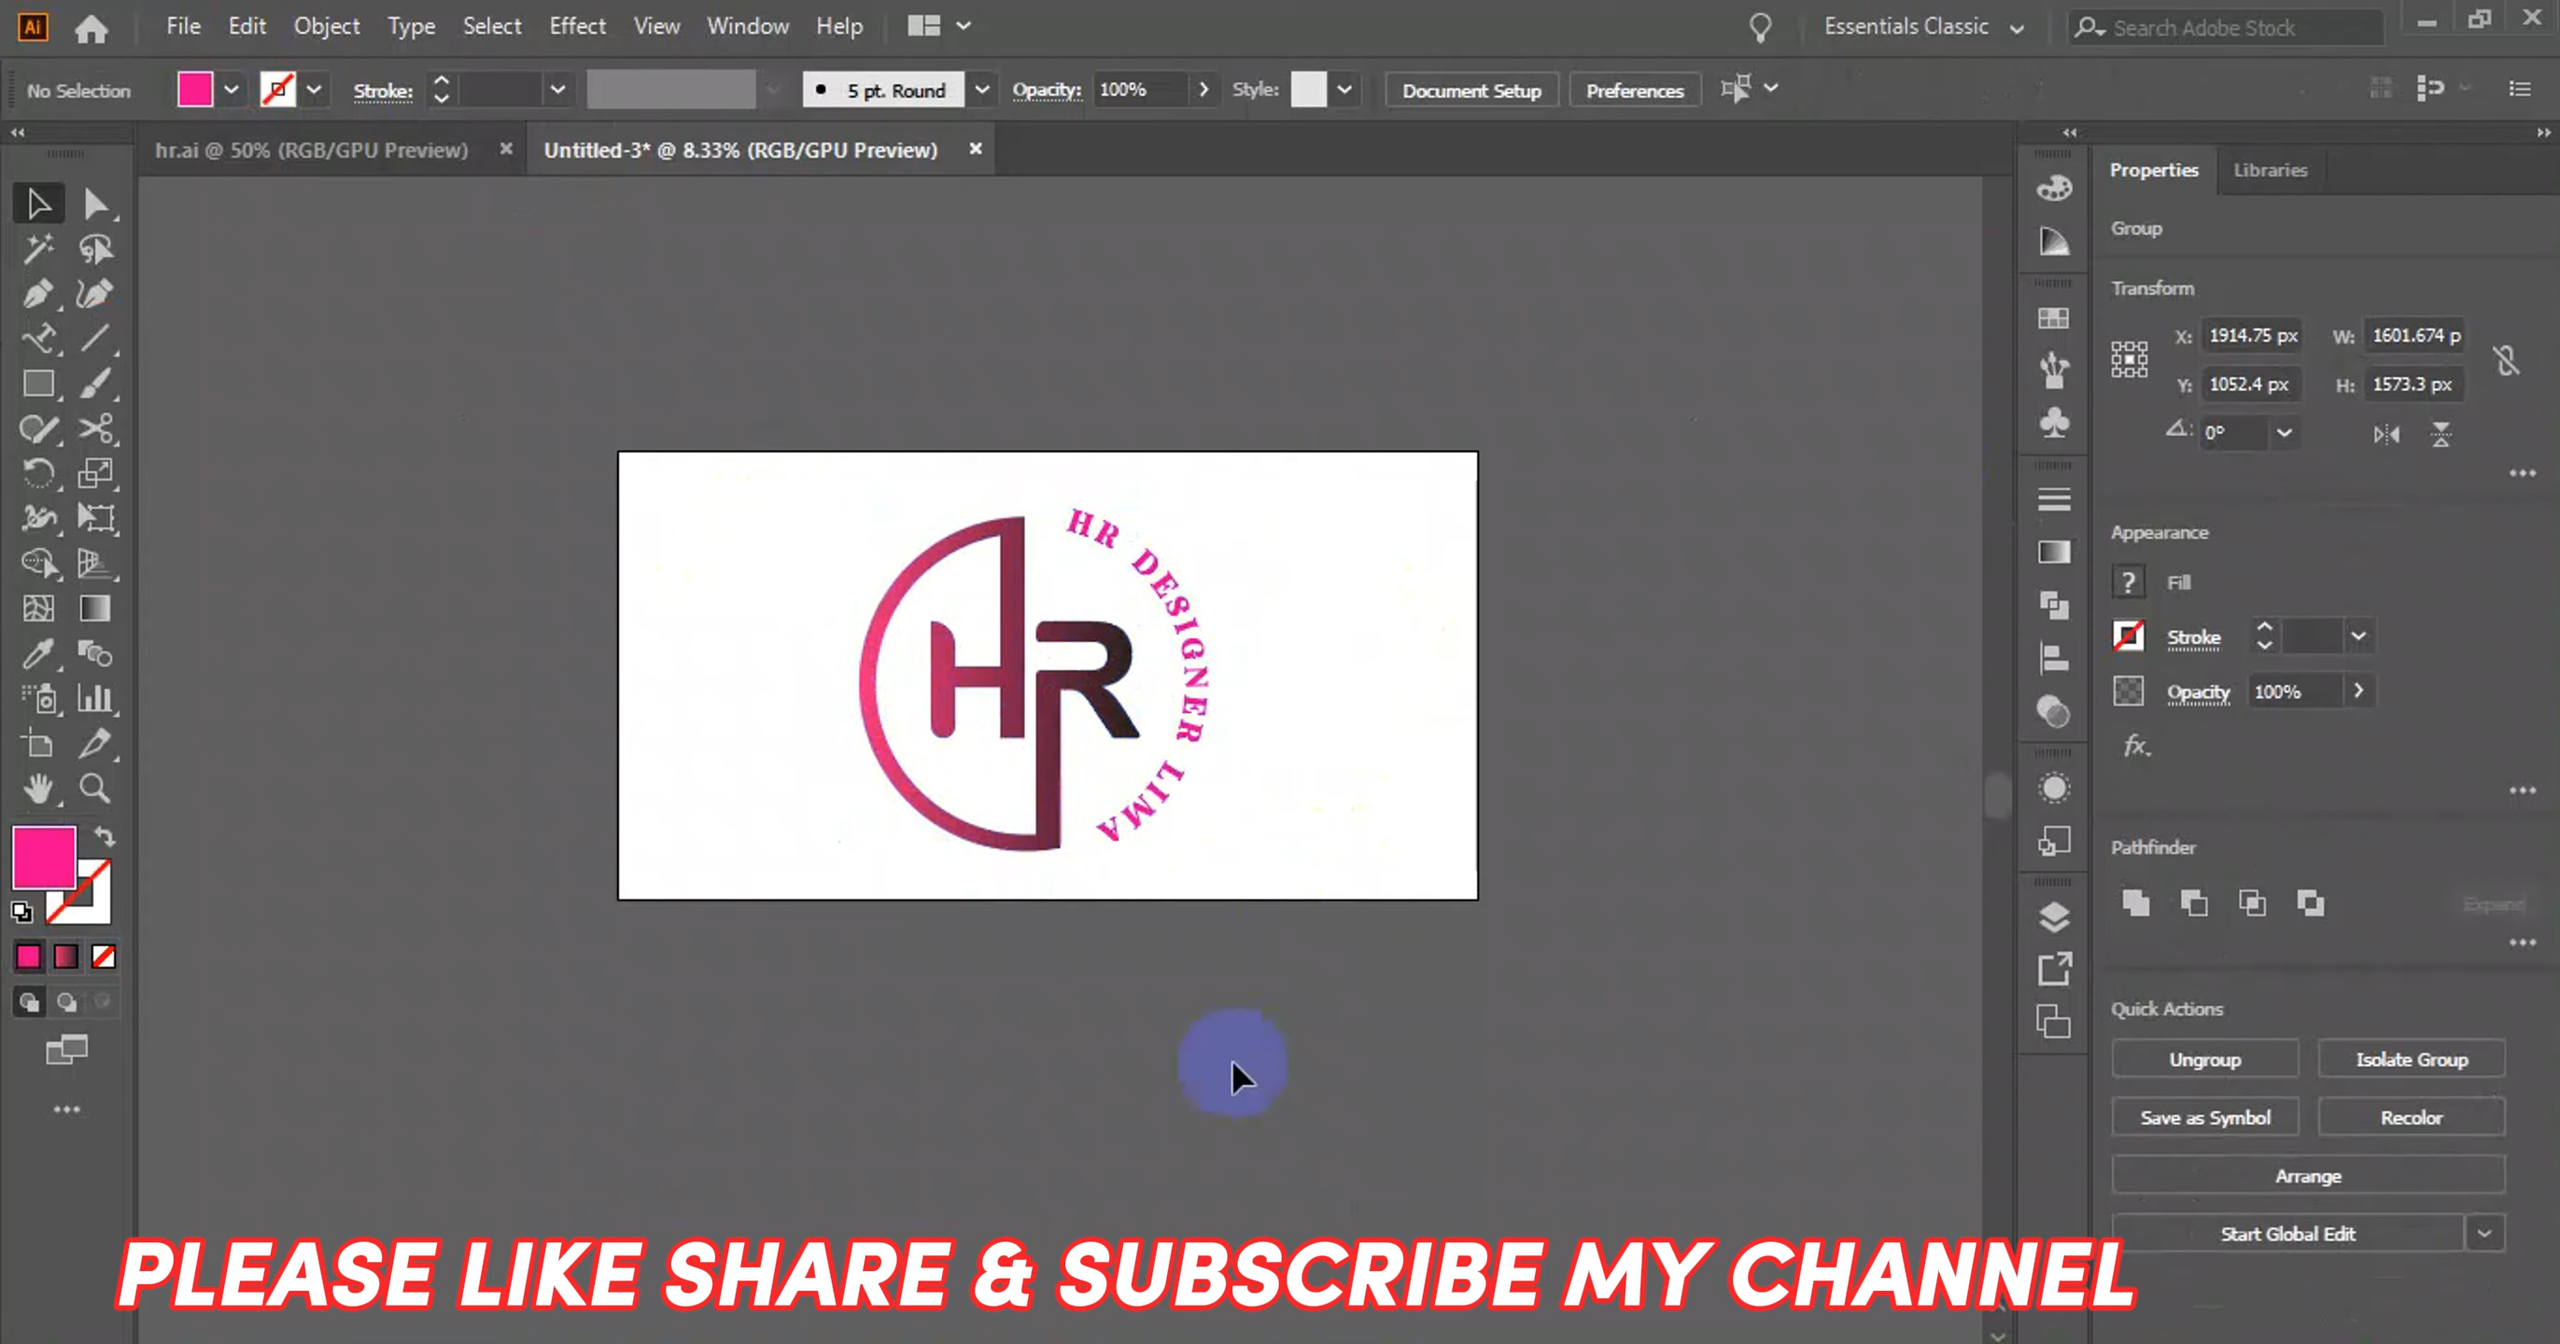 Ai File Edit Object Type Select Effect View Window Help Essentials Classic Search Adobe Stock
No Selection Stroke: 5 pt. Round Opacity: 100% Style: Document Setup Preferences
hr.ai @ 50% (RGB/GPU Preview) × Untitled-3* @ 8.33% (RGB/GPU Preview) ×
Properties Libraries
Group
Transform
X: 1914.75 px W: 1601.674 p
Y: 1052.4 px H: 1573.3 px
0°
Appearance
? Fill
Stroke
Opacity 100%
fx.
Pathfinder
Expand
Quick Actions
Ungroup Isolate Group
Save as Symbol Recolor
Arrange
Start Global Edit
HR
HR DESIGNER LIMA
PLEASE LIKE SHARE & SUBSCRIBE MY CHANNEL